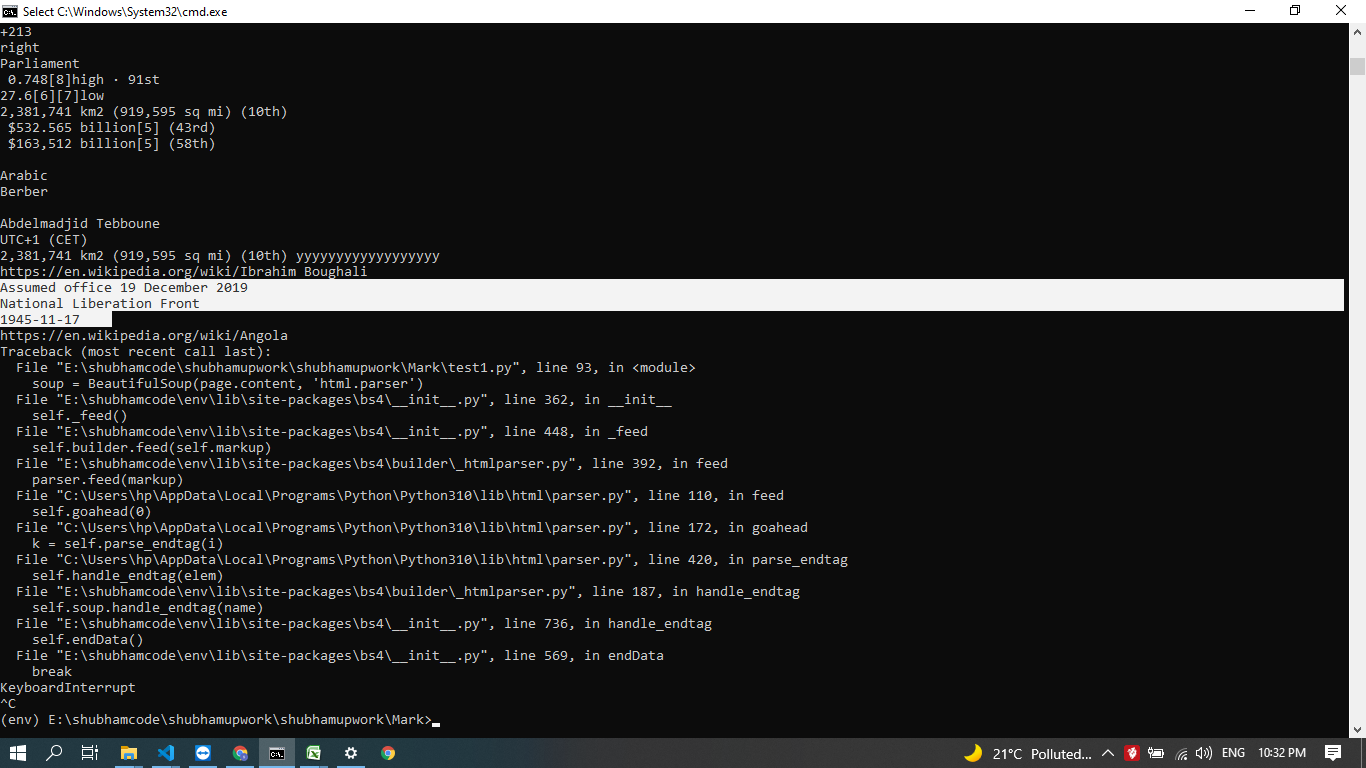 Select C:\Windows\System32\cmd.exe
+213
right
Parliament
 0.748[8]high · 91st
27.6[6][7]low
2,381,741 km2 (919,595 sq mi) (10th)
 $532.565 billion[5] (43rd)
 $163,512 billion[5] (58th)
Arabic
Berber
Abdelmadjid Tebboune
UTC+1 (CET)
2,381,741 km2 (919,595 sq mi) (10th) yyyyyyyyyyyyyyyyyy
https://en.wikipedia.org/wiki/Ibrahim Boughali
Assumed office 19 December 2019
National Liberation Front
1945-11-17
https://en.wikipedia.org/wiki/Angola
Traceback (most recent call last):
  File "E:\shubhamcode\shubhamupwork\shubhamupwork\Mark\test1.py", line 93, in <module>
    soup = BeautifulSoup(page.content, 'html.parser')
  File "E:\shubhamcode\env\lib\site-packages\bs4\__init__.py", line 362, in __init__
    self._feed()
  File "E:\shubhamcode\env\lib\site-packages\bs4\__init__.py", line 448, in _feed
    self.builder.feed(self.markup)
  File "E:\shubhamcode\env\lib\site-packages\bs4\builder\_htmlparser.py", line 392, in feed
    parser.feed(markup)
  File "C:\Users\hp\AppData\Local\Programs\Python\Python310\lib\html\parser.py", line 110, in feed
    self.goahead(0)
  File "C:\Users\hp\AppData\Local\Programs\Python\Python310\lib\html\parser.py", line 172, in goahead
    k = self.parse_endtag(i)
  File "C:\Users\hp\AppData\Local\Programs\Python\Python310\lib\html\parser.py", line 420, in parse_endtag
    self.handle_endtag(elem)
  File "E:\shubhamcode\env\lib\site-packages\bs4\builder\_htmlparser.py", line 187, in handle_endtag
    self.soup.handle_endtag(name)
  File "E:\shubhamcode\env\lib\site-packages\bs4\__init__.py", line 736, in handle_endtag
    self.endData()
  File "E:\shubhamcode\env\lib\site-packages\bs4\__init__.py", line 569, in endData
    break
KeyboardInterrupt
^C
(env) E:\shubhamcode\shubhamupwork\shubhamupwork\Mark>
21°C Polluted... ENG 10:32 PM